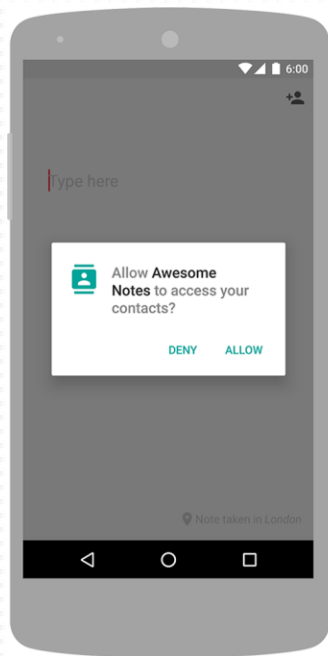 6:00
Type here
Allow Awesome
Notes to access your
contacts?
DENY ALLOW
Note taken in London